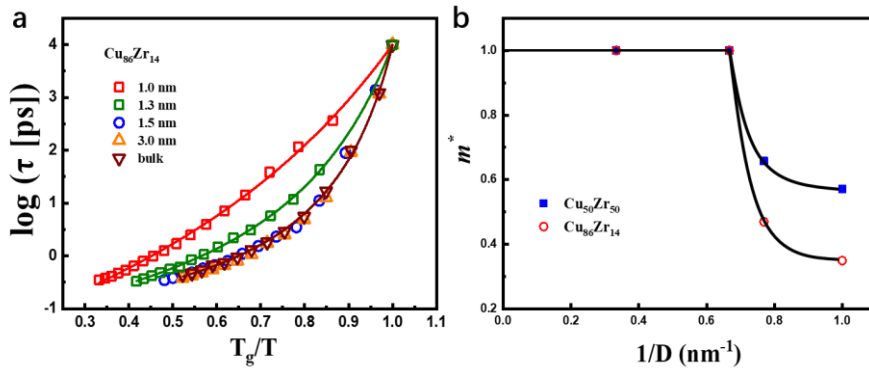 a
log (τ [ps])
4
3
2
1
0
-1
Cu₈₆Zr₁₄
1.0 nm
1.3 nm
1.5 nm
3.0 nm
bulk
0.3 0.4 0.5 0.6 0.7 0.8 0.9 1.0 1.1
T_g/T
b
m*
1.0
0.8
0.6
0.4
0.2
Cu₅₀Zr₅₀
Cu₈₆Zr₁₄
0.0 0.2 0.4 0.6 0.8 1.0
1/D (nm⁻¹)